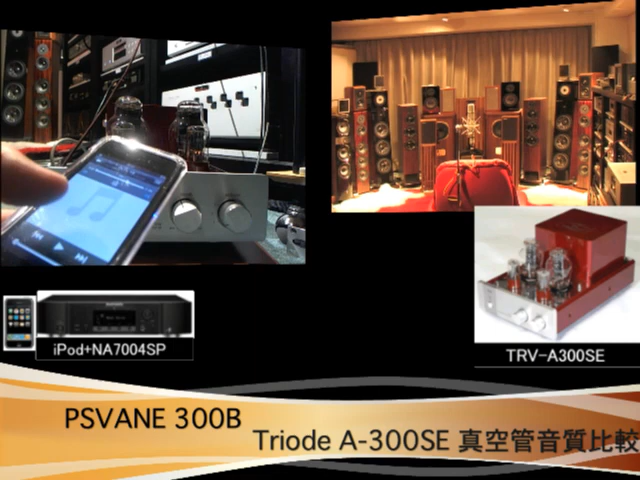 iPod+NA7004SP
TRV-A300SE
PSVANE 300B
Triode A-300SE 真空管音質比較